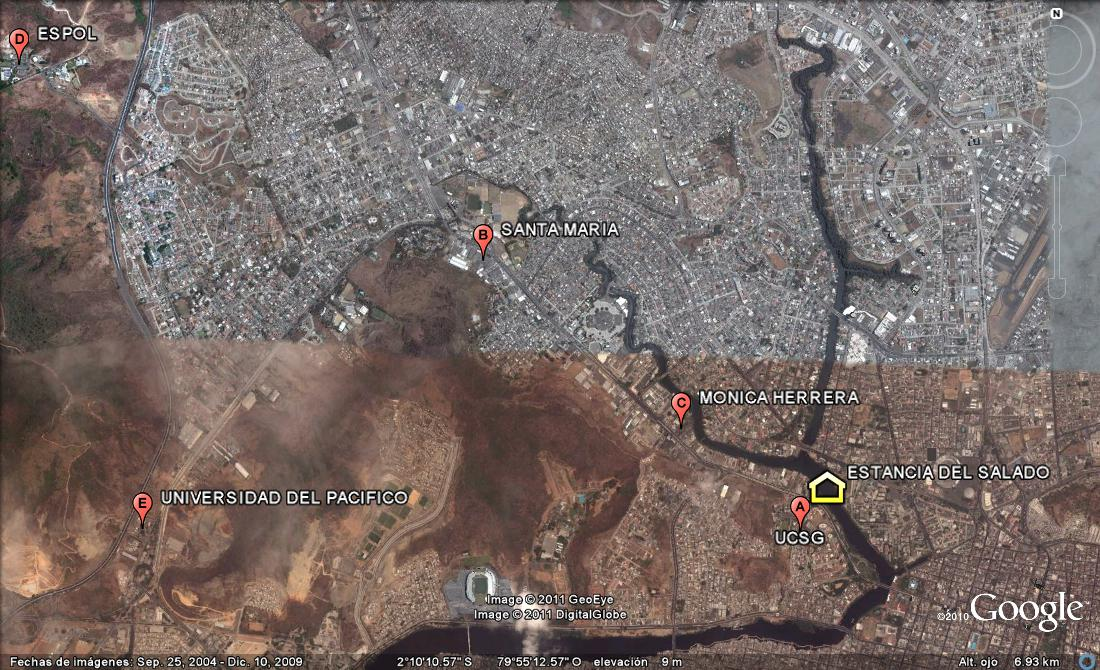 N
D
ESPOL
B
SANTA MARIA
C
MONICA HERRERA
ESTANCIA DEL SALADO
E
UNIVERSIDAD DEL PACIFICO
A
UCSG
Image © 2011 GeoEye
Image © 2011 DigitalGlobe
©2010 Google
Fechas de imágenes: Sep. 25, 2004 - Dic. 10, 2009 2°10'10.57" S 79°55'12.57" O elevación 9 m Alt. ojo 6.93 km